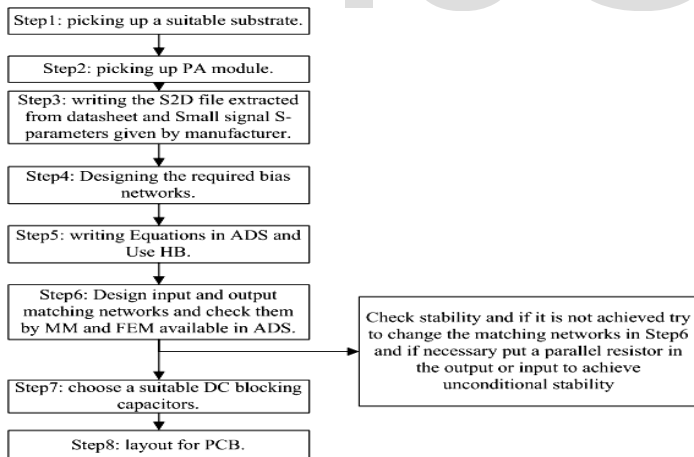 Step1: picking up a suitable substrate.
Step2: picking up PA module.
Step3: writing the S2D file extracted
from datasheet and Small signal S-
parameters given by manufacturer.
Step4: Designing the required bias
networks.
Step5: writing Equations in ADS and
Use HB.
Step6: Design input and output
matching networks and check them
by MM and FEM available in ADS.
Check stability and if it is not achieved try
to change the matching networks in Step6
and if necessary put a parallel resistor in
the output or input to achieve
unconditional stability
Step7: choose a suitable DC blocking
capacitors.
Step8: layout for PCB.